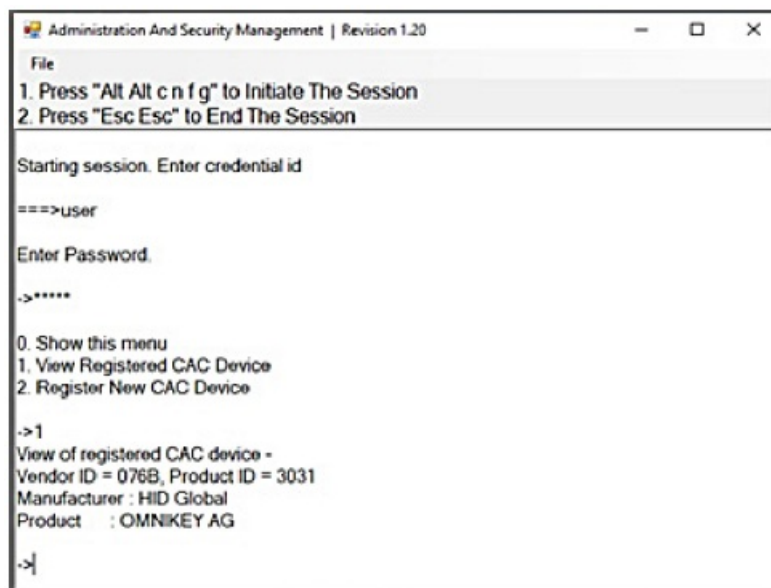 Administration And Security Management | Revision 1.20
File
1. Press "Alt Alt c n f g" to Initiate The Session
2. Press "Esc Esc" to End The Session
Starting session. Enter credential id
===>user
Enter Password.
->*****
0. Show this menu
1. View Registered CAC Device
2. Register New CAC Device
->1
View of registered CAC device -
Vendor ID = 076B, Product ID = 3031
Manufacturer : HID Global
Product : OMNIKEY AG
->